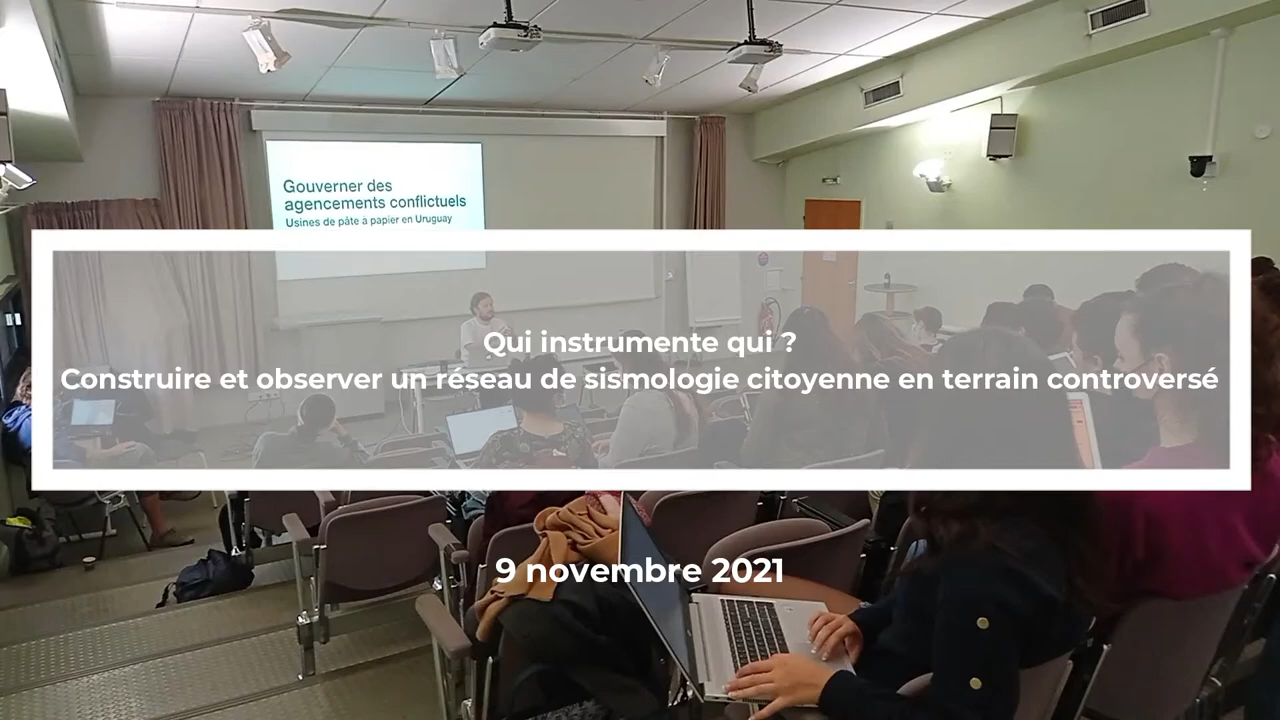 Gouverner des
agencements conflictuels
Usines de pâte à papier en Uruguay
Qui instrumente qui ?
Construire et observer un réseau de sismologie citoyenne en terrain controversé
9 novembre 2021